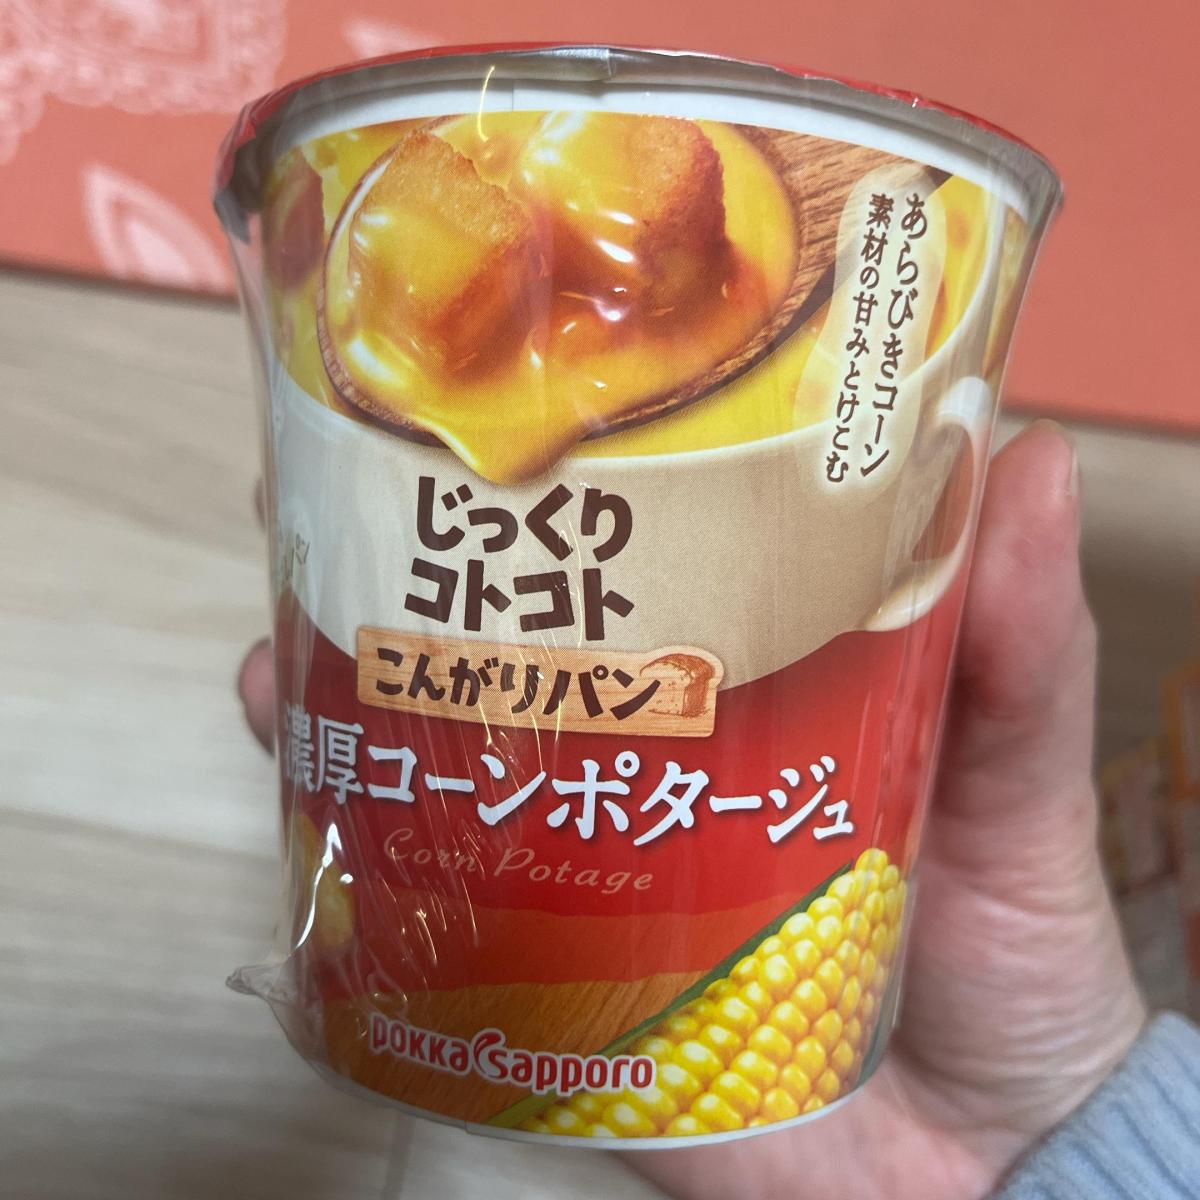 あらびきコーン
素材の甘みとけこむ
じっくり
コトコト
こんがりパン
濃厚コーンポタージュ
Corn Potage
pokka sapporo